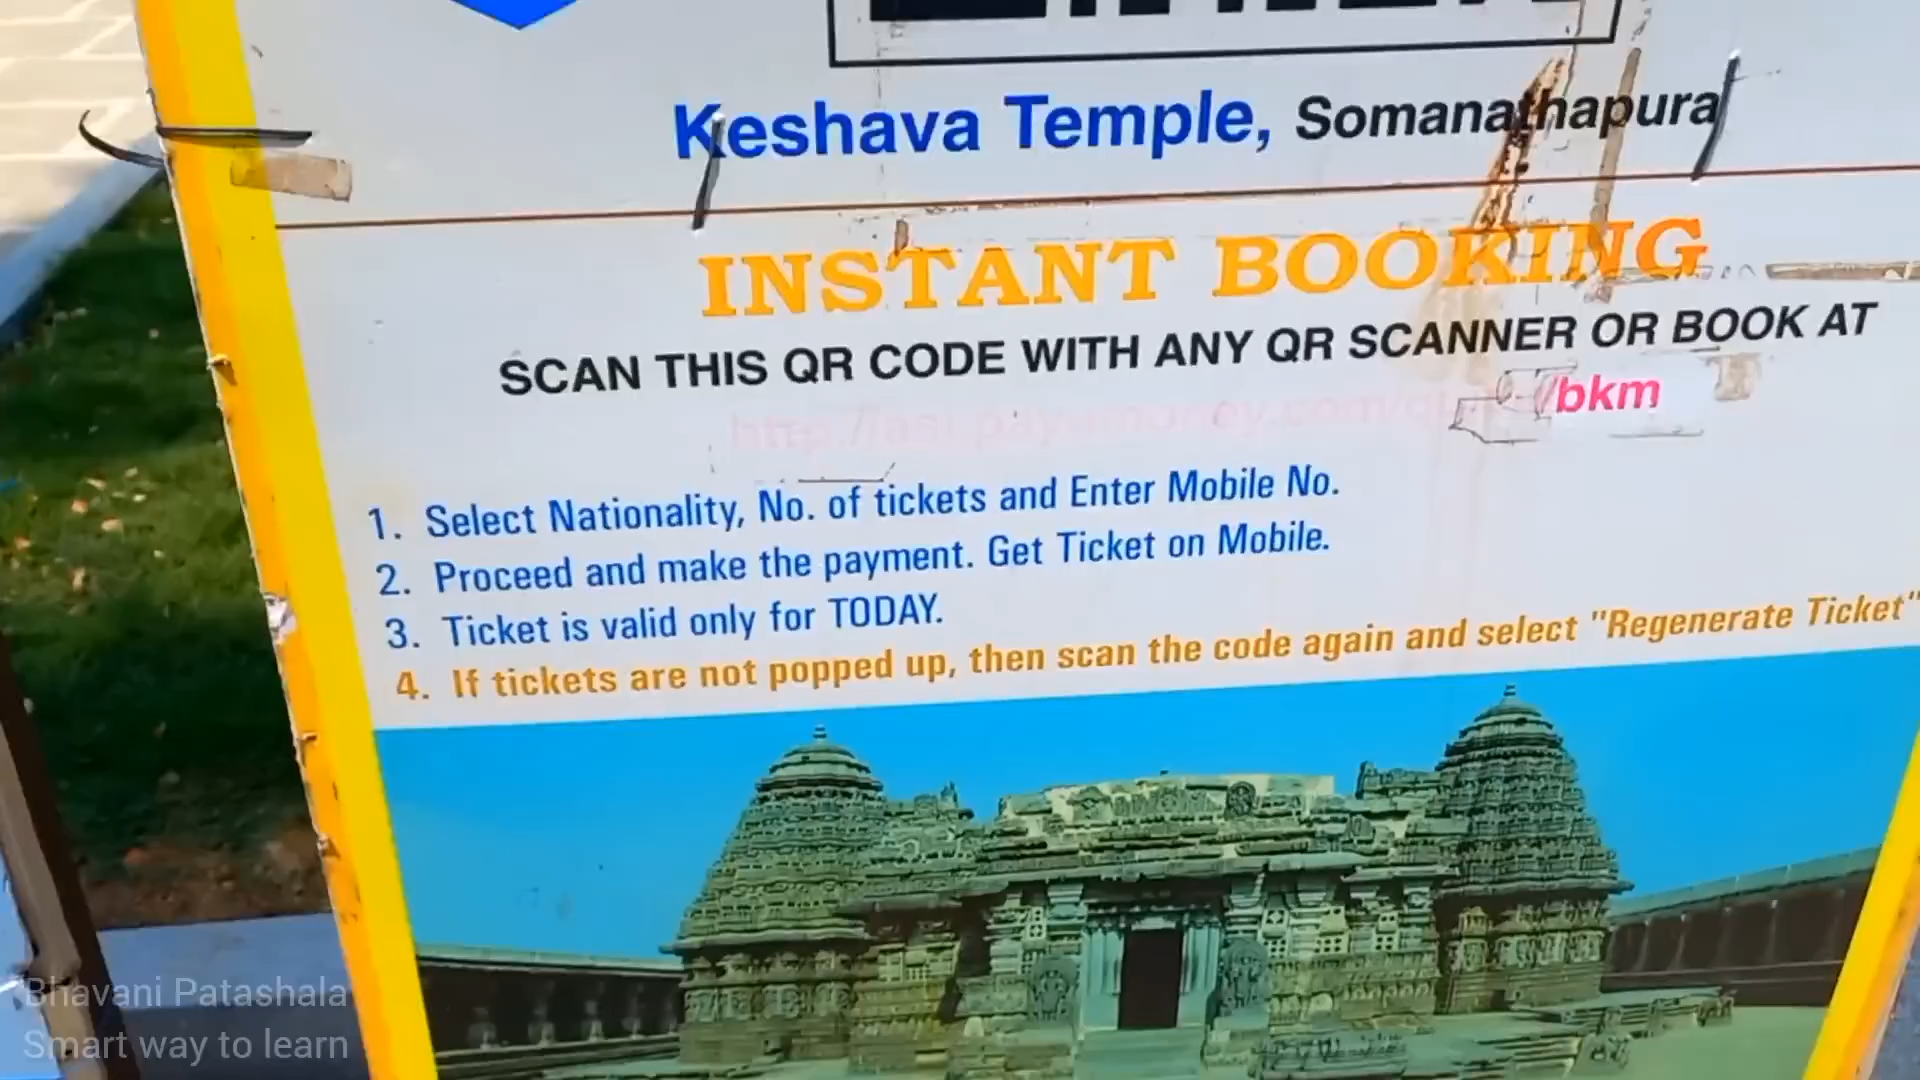 Keshava Temple, Somanathapura
INSTANT BOOKING
SCAN THIS QR CODE WITH ANY QR SCANNER OR BOOK AT
/bkm
1. Select Nationality, No. of tickets and Enter Mobile No.
2. Proceed and make the payment. Get Ticket on Mobile.
3. Ticket is valid only for TODAY.
4. If tickets are not popped up, then scan the code again and select "Regenerate Ticket"
Bhavani Patashala
Smart way to learn